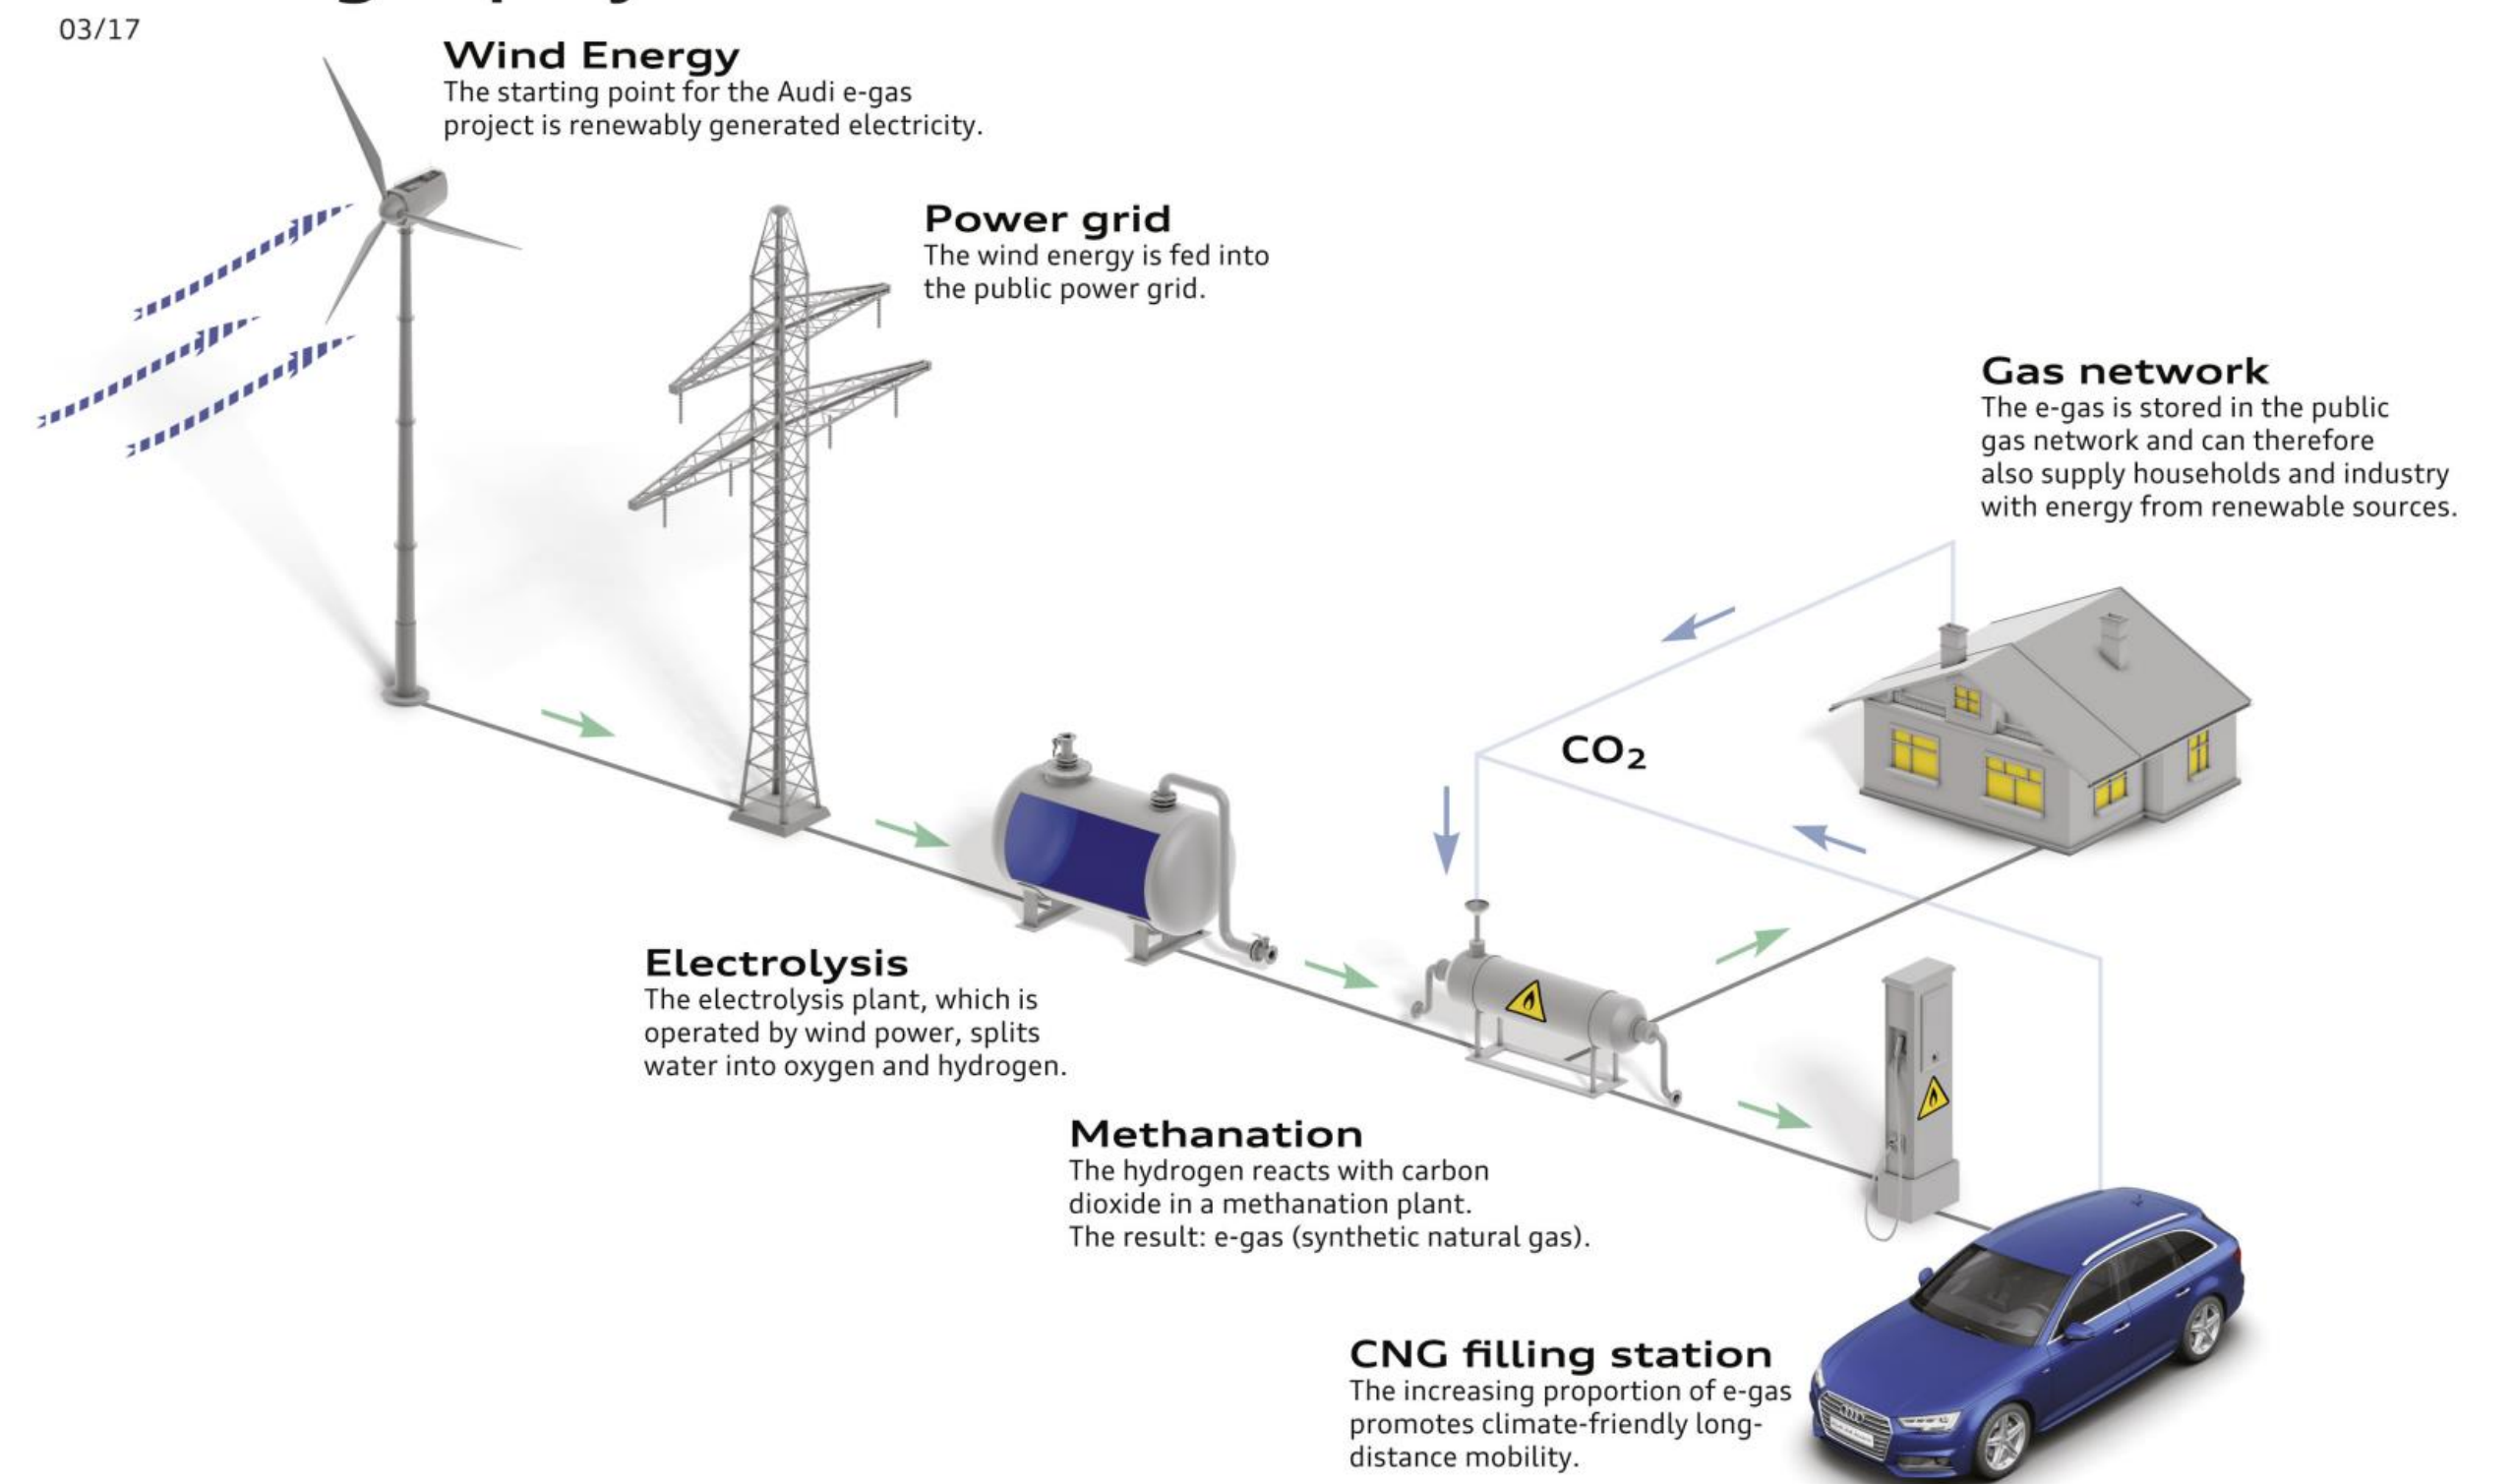 03/17
Wind Energy
The starting point for the Audi e-gas
project is renewably generated electricity.
Power grid
The wind energy is fed into
the public power grid.
Gas network
The e-gas is stored in the public
gas network and can therefore
also supply households and industry
with energy from renewable sources.
CO₂
Electrolysis
The electrolysis plant, which is
operated by wind power, splits
water into oxygen and hydrogen.
Methanation
The hydrogen reacts with carbon
dioxide in a methanation plant.
The result: e-gas (synthetic natural gas).
CNG filling station
The increasing proportion of e-gas
promotes climate-friendly long-
distance mobility.